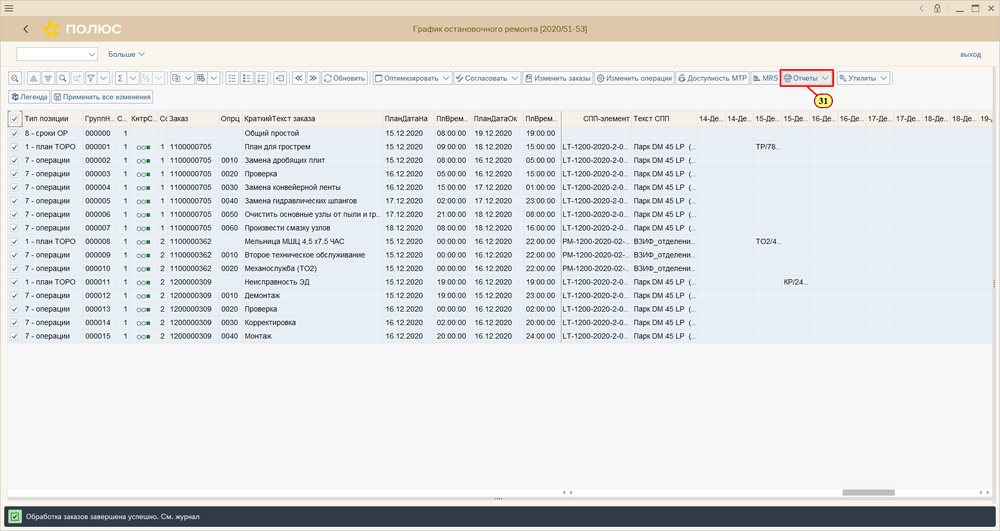 ПОЛЮС
График остановочного ремонта [2020/51-53]
Больше
выход
Обновить Оптимизировать Согласовать Изменить заказы Изменить операции Доступность МТР MRS Отчеты Утилиты
Легенда Применить все изменения
31
Тип позиции ГруппН... С... КнтрС... Сс Заказ Опрц КраткийТекст заказа ПланДатаНа ПлВрем... ПланДатаОк ПлВрем... СПП-элемент Текст СПП 14-Де... 14-Де... 15-Де... 15-Де... 16-Де... 16-Де... 17-Де... 17-Де... 18-Де... 18-Де... 19-Д
8 - сроки ОР 000000 1 Общий простой 15.12.2020 08:00:00 19.12.2020 19:00:00
1 - план ТОРО 000001 1 1 1100000705 План для грострем 15.12.2020 09:00:00 18.12.2020 15:00:00 LT-1200-2020-2-0... Парк DM 45 LP (... ТР/78...
7 - операции 000002 1 1 1100000705 0010 Замена дробящих плит 15.12.2020 08:00:00 16.12.2020 05:00:00 LT-1200-2020-2-0... Парк DM 45 LP (...
7 - операции 000003 1 1 1100000705 0020 Проверка 16.12.2020 05:00:00 16.12.2020 15:00:00 LT-1200-2020-2-0... Парк DM 45 LP (...
7 - операции 000004 1 1 1100000705 0030 Замена конвейерной ленты 16.12.2020 15:00:00 17.12.2020 01:00:00 LT-1200-2020-2-0... Парк DM 45 LP (...
7 - операции 000005 1 1 1100000705 0040 Замена гидравлических шлангов 17.12.2020 02:00:00 17.12.2020 23:00:00 LT-1200-2020-2-0... Парк DM 45 LP (...
7 - операции 000006 1 1 1100000705 0050 Очистить основные узлы от пыли и гр... 17.12.2020 21:00:00 18.12.2020 08:00:00 LT-1200-2020-2-0... Парк DM 45 LP (...
7 - операции 000007 1 1 1100000705 0060 Произвести смазку узлов 18.12.2020 08:00:00 18.12.2020 16:00:00 LT-1200-2020-2-0... Парк DM 45 LP (...
1 - план ТОРО 000008 1 2 1100000362 Мельница МШЦ 4,5 х7,5 ЧАС 15.12.2020 00:00:00 16.12.2020 22:00:00 PM-1200-2020-02-... ВЗИФ_отделени... ТО2/4...
7 - операции 000009 1 2 1100000362 0010 Второе техническое обслуживание 15.12.2020 00:00:00 16.12.2020 22:00:00 PM-1200-2020-02-... ВЗИФ_отделени...
7 - операции 000010 1 2 1100000362 0020 Механослужба (ТО2) 15.12.2020 00:00:00 16.12.2020 22:00:00 PM-1200-2020-02-... ВЗИФ_отделени...
1 - план ТОРО 000011 1 2 1200000309 Неисправность ЭД 15.12.2020 19:00:00 16.12.2020 19:00:00 LT-1200-2020-2-0... Парк DM 45 LP (... КР/24...
7 - операции 000012 1 2 1200000309 0010 Демонтаж 15.12.2020 19:00:00 15.12.2020 23:00:00 LT-1200-2020-2-0... Парк DM 45 LP (...
7 - операции 000013 1 2 1200000309 0020 Проверка 16.12.2020 00:00:00 16.12.2020 02:00:00 LT-1200-2020-2-0... Парк DM 45 LP (...
7 - операции 000014 1 2 1200000309 0030 Корректировка 16.12.2020 02:00:00 16.12.2020 20:00:00 LT-1200-2020-2-0... Парк DM 45 LP (...
7 - операции 000015 1 2 1200000309 0040 Монтаж 16.12.2020 20:00:00 16.12.2020 24:00:00 LT-1200-2020-2-0... Парк DM 45 LP (...
Обработка заказов завершена успешно. См. журнал